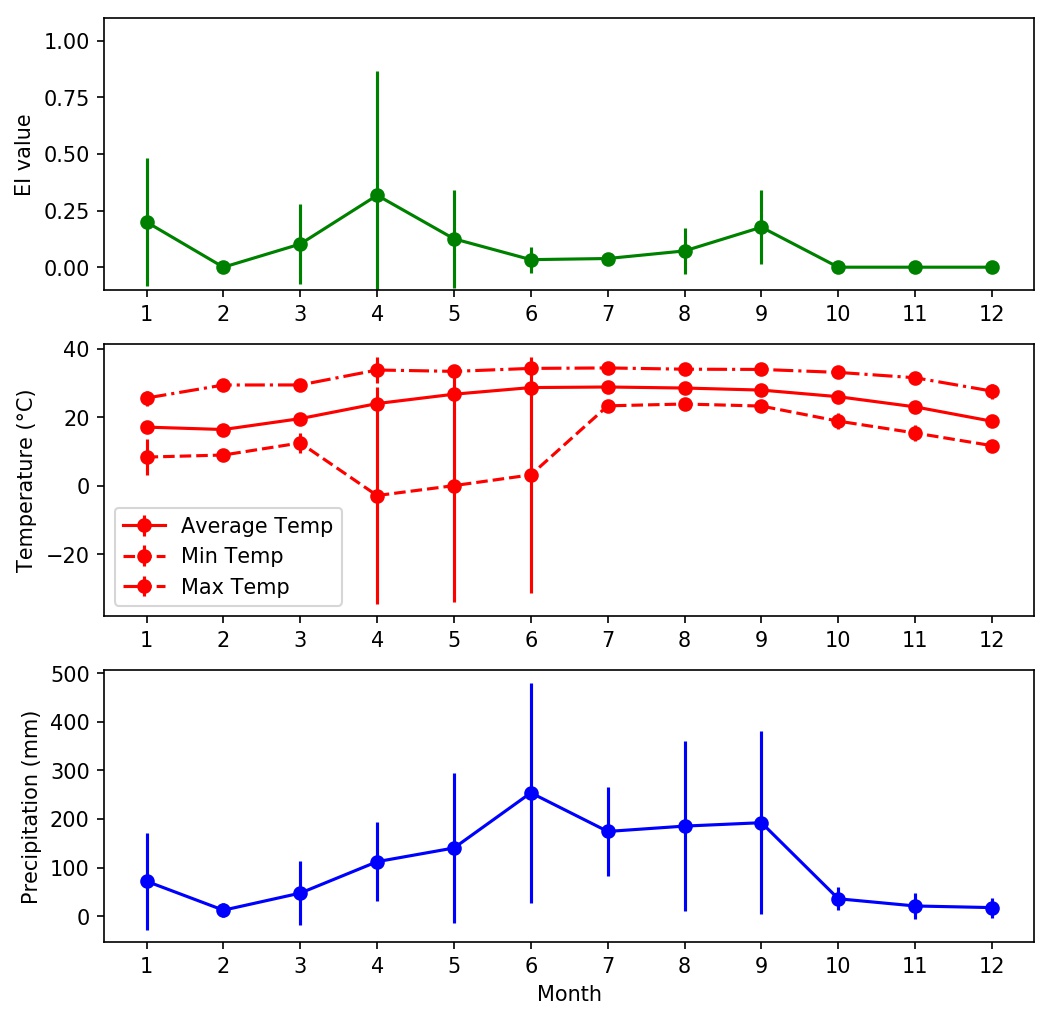 EI value
1.00
0.75
0.50
0.25
0.00
1 2 3 4 5 6 7 8 9 10 11 12
Temperature (°C)
40
20
0
−20
Average Temp
Min Temp
Max Temp
1 2 3 4 5 6 7 8 9 10 11 12
Precipitation (mm)
500
400
300
200
100
0
1 2 3 4 5 6 7 8 9 10 11 12
Month